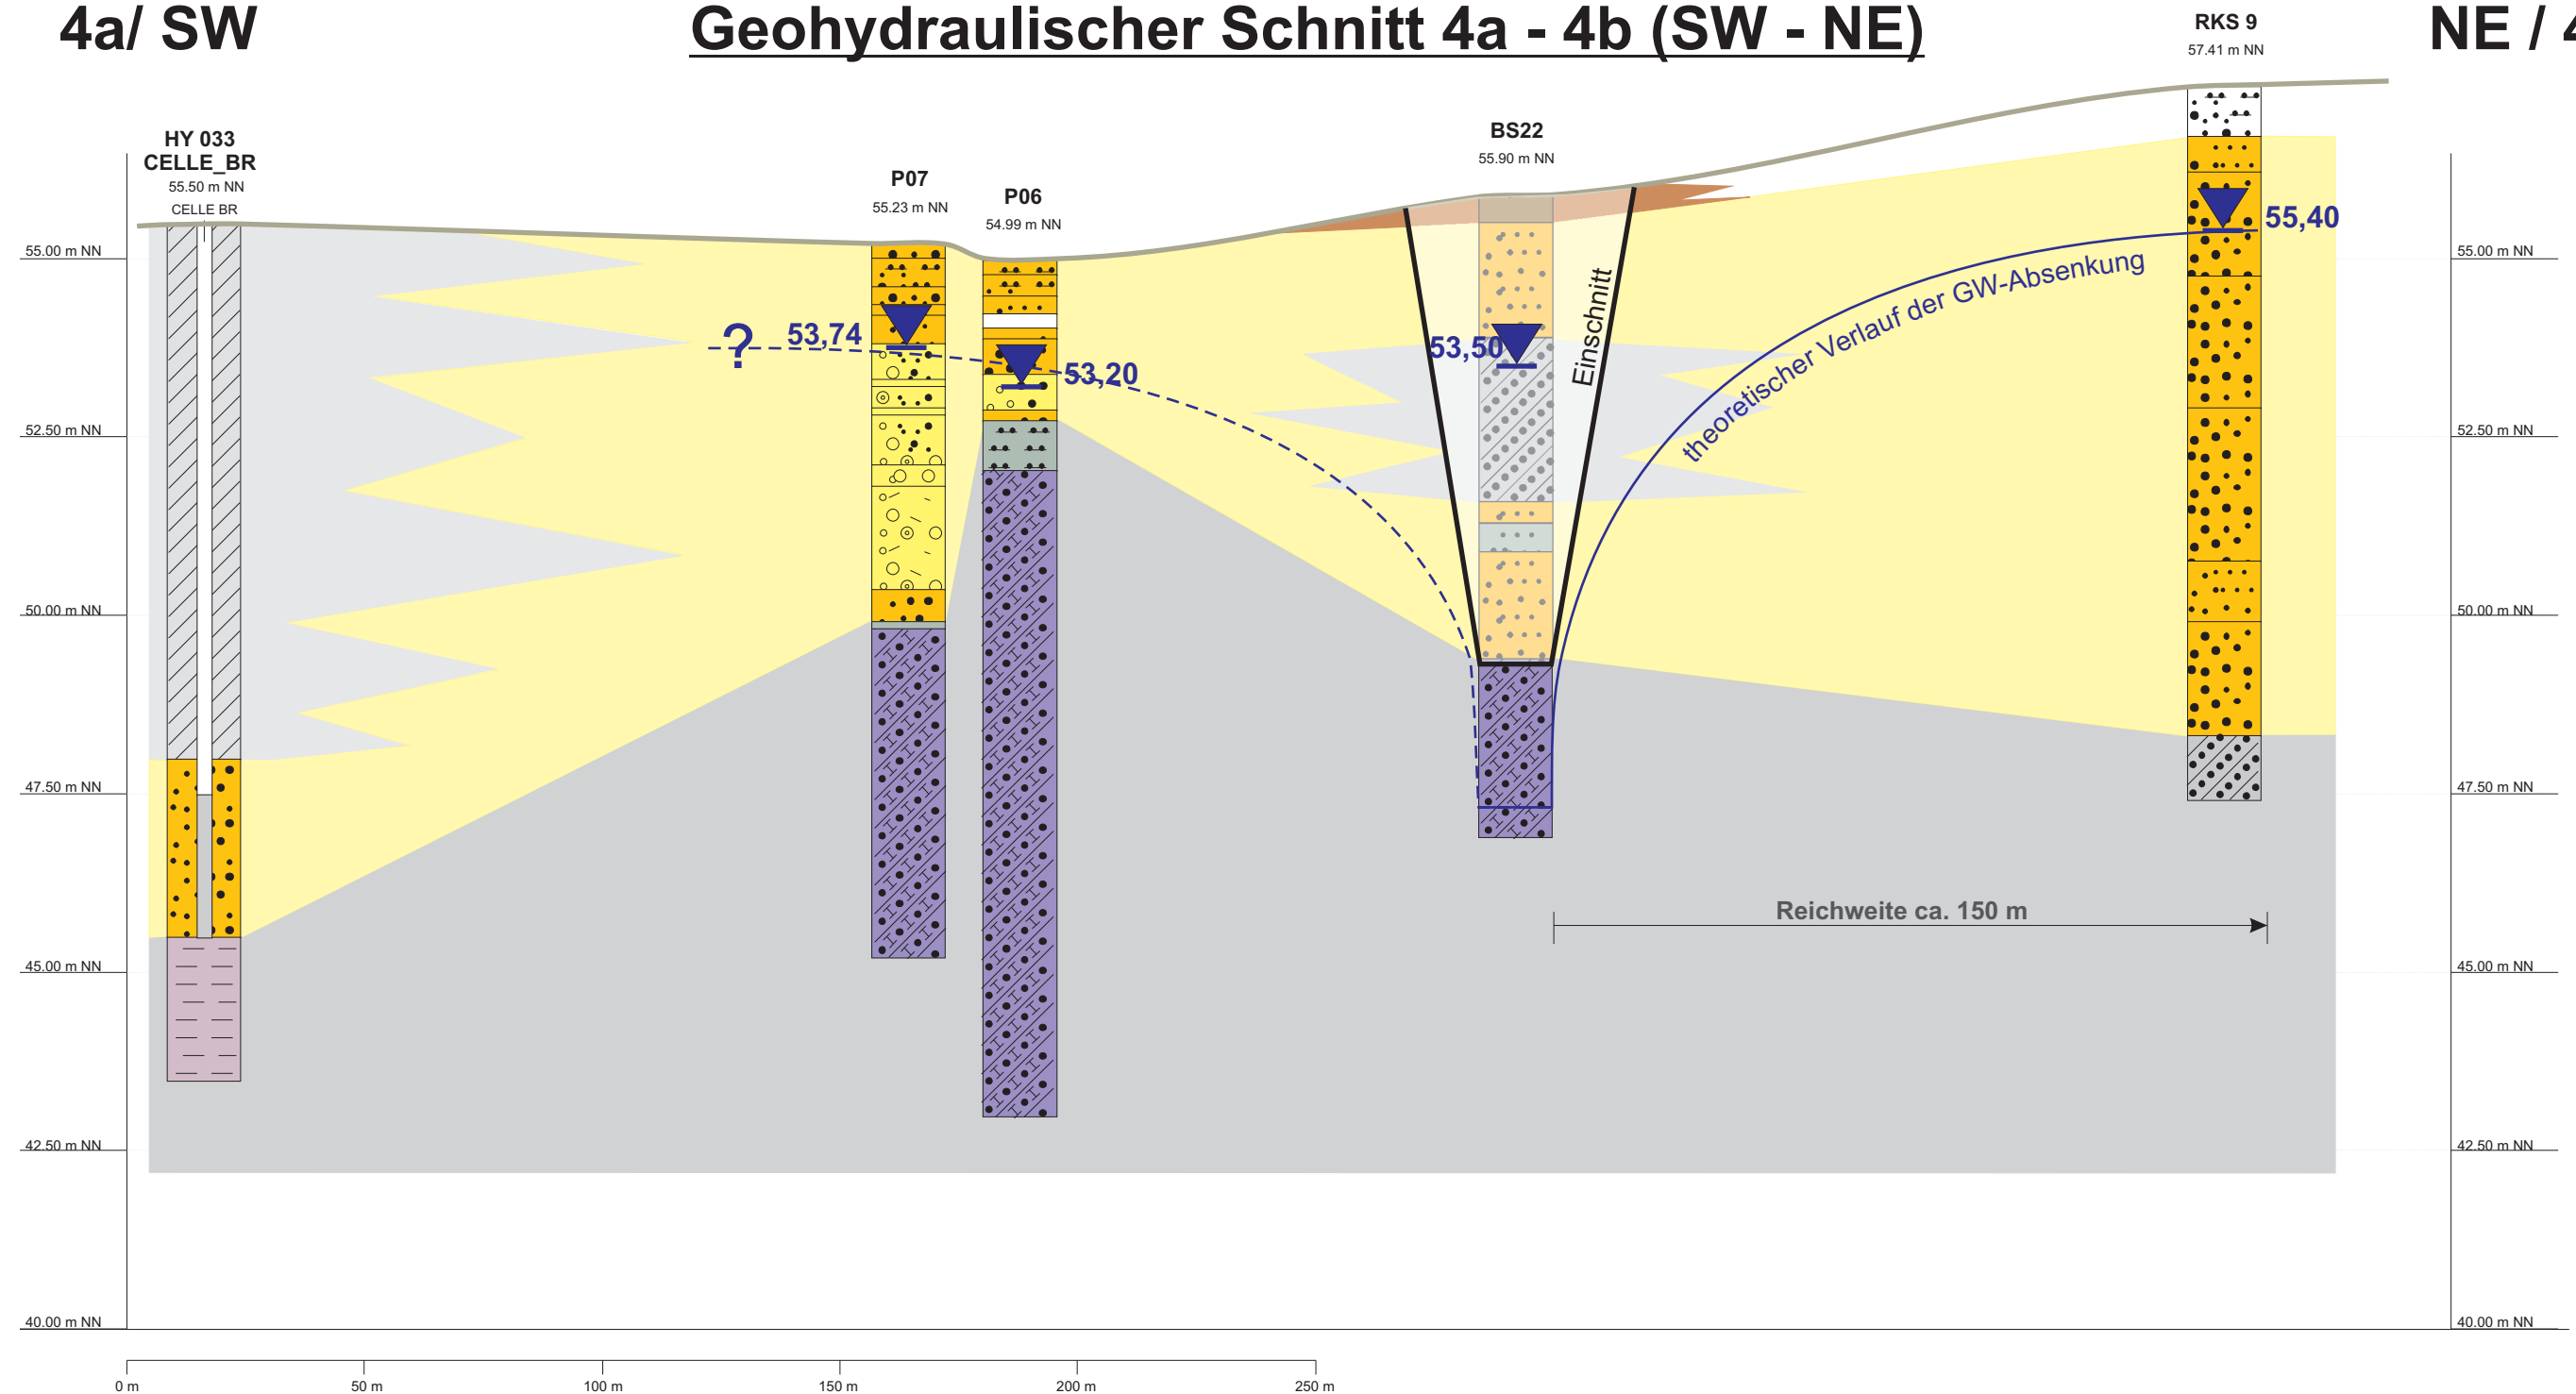 4a/ SW
Geohydraulischer Schnitt 4a - 4b (SW - NE)
NE / 4
RKS 9
57.41 m NN
HY 033
CELLE_BR
55.50 m NN
CELLE BR
P07
55.23 m NN
P06
54.99 m NN
BS22
55.90 m NN
55.00 m NN
52.50 m NN
50.00 m NN
47.50 m NN
45.00 m NN
42.50 m NN
40.00 m NN
?
53,74
53,20
53,50
Einschnitt
theoretischer Verlauf der GW-Absenkung
55,40
Reichweite ca. 150 m
55.00 m NN
52.50 m NN
50.00 m NN
47.50 m NN
45.00 m NN
42.50 m NN
40.00 m NN
0 m
50 m
100 m
150 m
200 m
250 m